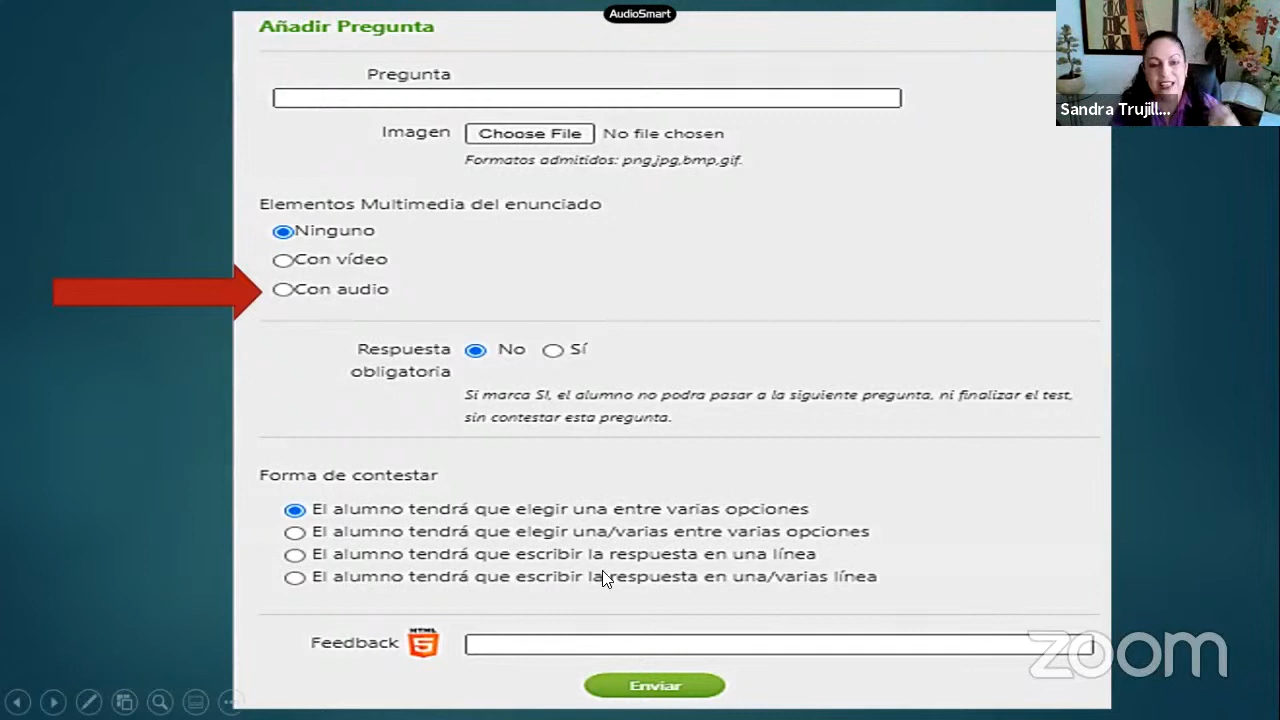 AudioSmart
Añadir Pregunta
Sandra Trujill...
Pregunta
Imagen Choose File No file chosen
Formatos admitidos: png,jpg,bmp,gif.
Elementos Multimedia del enunciado
Ninguno
Con vídeo
Con audio
Respuesta obligatoria No Sí
Si marca SI, el alumno no podra pasar a la siguiente pregunta, ni finalizar el test,
sin contestar esta pregunta.
Forma de contestar
El alumno tendrá que elegir una entre varias opciones
El alumno tendrá que elegir una/varias entre varias opciones
El alumno tendrá que escribir la respuesta en una línea
El alumno tendrá que escribir la respuesta en una/varias línea
Feedback HTML 5
zoom
Enviar